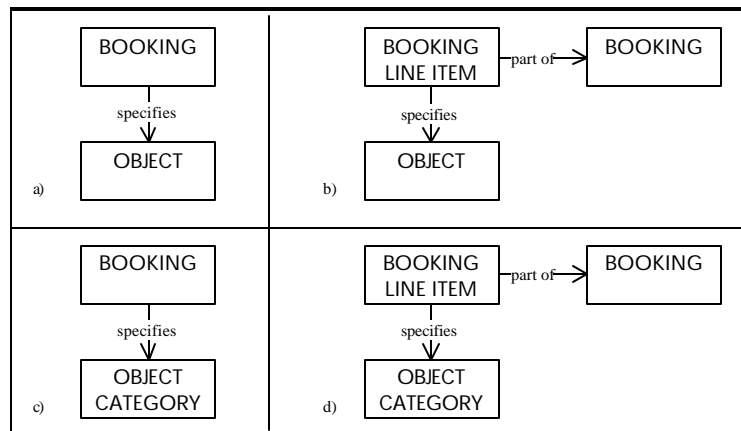 BOOKING
specifies
OBJECT
a)
BOOKING
LINE ITEM
part of
BOOKING
specifies
OBJECT
b)
BOOKING
specifies
OBJECT
CATEGORY
c)
BOOKING
LINE ITEM
part of
BOOKING
specifies
OBJECT
CATEGORY
d)